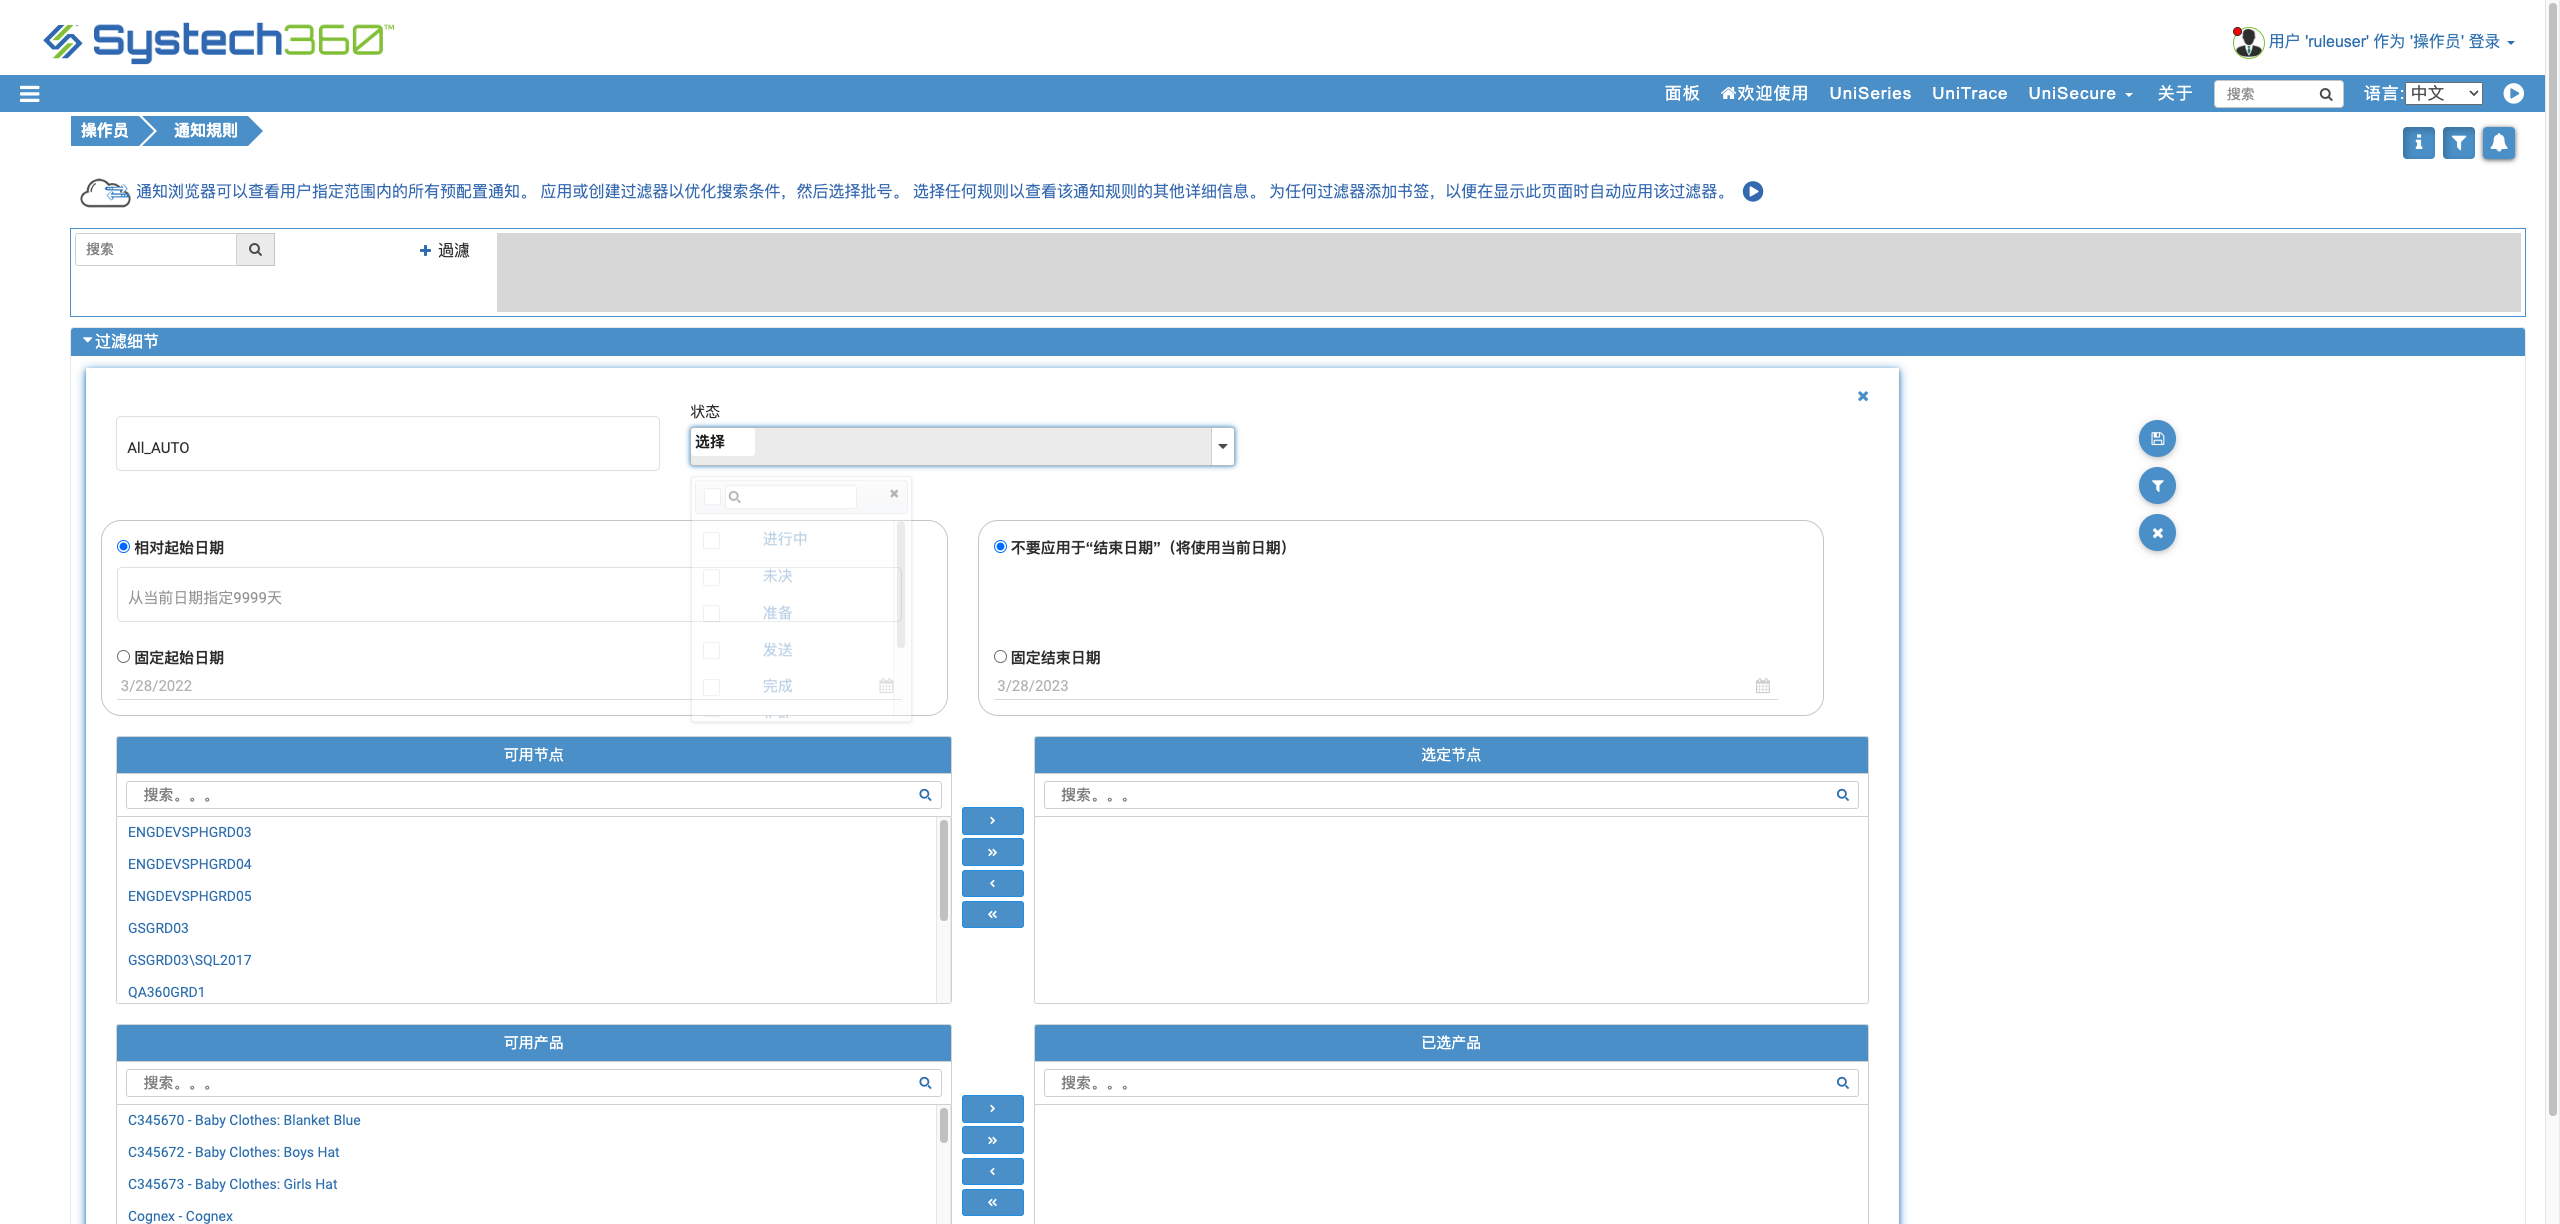 Systech360™
用户 'ruleuser' 作为 '操作员' 登录
面板 欢迎使用 UniSeries UniTrace UniSecure 关于 搜索 语言: 中文
操作员 通知規則
通知浏览器可以查看用户指定范围内的所有预配置通知。 应用或创建过滤器以优化搜索条件，然后选择批号。 选择任何规则以查看该通知规则的其他详细信息。 为任何过滤器添加书签，以便在显示此页面时自动应用该过滤器。
搜索 過濾
过滤细节
状态
All_AUTO
选择
进行中
未决
准备
发送
完成
相对起始日期
从当前日期指定9999天
固定起始日期
3/28/2022
不要应用于“结束日期”（将使用当前日期）
固定结束日期
3/28/2023
可用节点
搜索。。。
ENGDEVSPHGRD03
ENGDEVSPHGRD04
ENGDEVSPHGRD05
GSGRD03
GSGRD03\SQL2017
QA360GRD1
选定节点
搜索。。。
可用产品
搜索。。。
C345670 - Baby Clothes: Blanket Blue
C345672 - Baby Clothes: Boys Hat
C345673 - Baby Clothes: Girls Hat
Cognex - Cognex
已选产品
搜索。。。